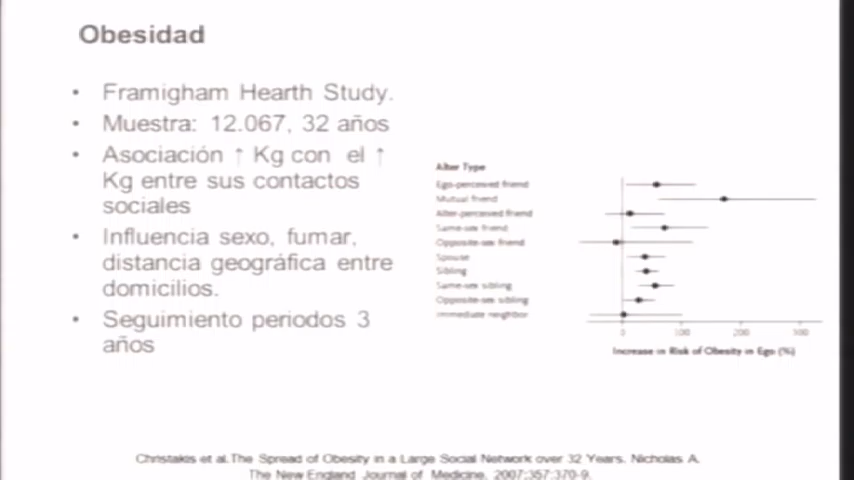 Obesidad
• Framigham Hearth Study.
• Muestra: 12.067, 32 años
• Asociación ↑ Kg con el ↑
Kg entre sus contactos
sociales
• Influencia sexo, fumar,
distancia geográfica entre
domicilios.
• Seguimiento periodos 3
años
Alter Type
Ego-perceived friend
Mutual friend
Alter-perceived friend
Same-sex friend
Opposite-sex friend
Spouse
Sibling
Same-sex sibling
Opposite-sex sibling
Immediate neighbor
0 100 200 300
Increase in Risk of Obesity in Ego (%)
Christakis et al.The Spread of Obesity in a Large Social Network over 32 Years. Nicholas A.
The New England Journal of Medicine. 2007;357:370-9.